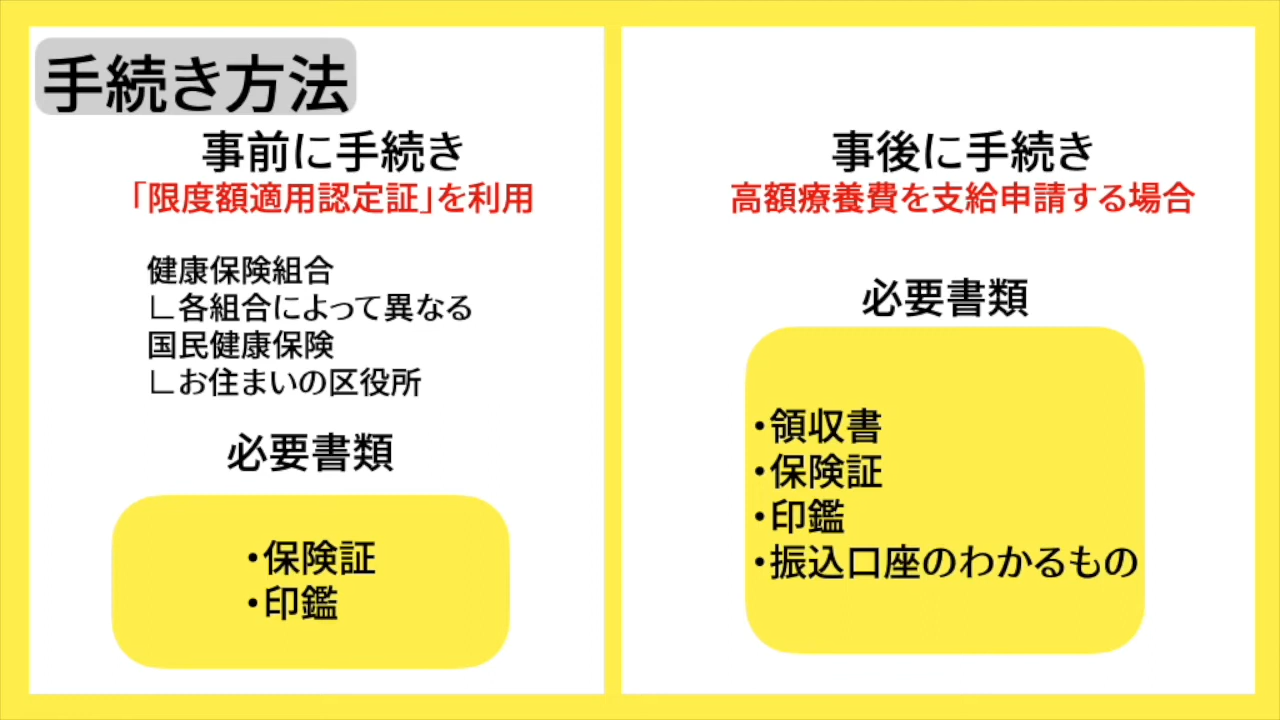 手続き方法
事前に手続き
「限度額適用認定証」を利用
健康保険組合
∟各組合によって異なる
国民健康保険
∟お住まいの区役所
必要書類
・保険証
・印鑑
事後に手続き
高額療養費を支給申請する場合
必要書類
・領収書
・保険証
・印鑑
・振込口座のわかるもの